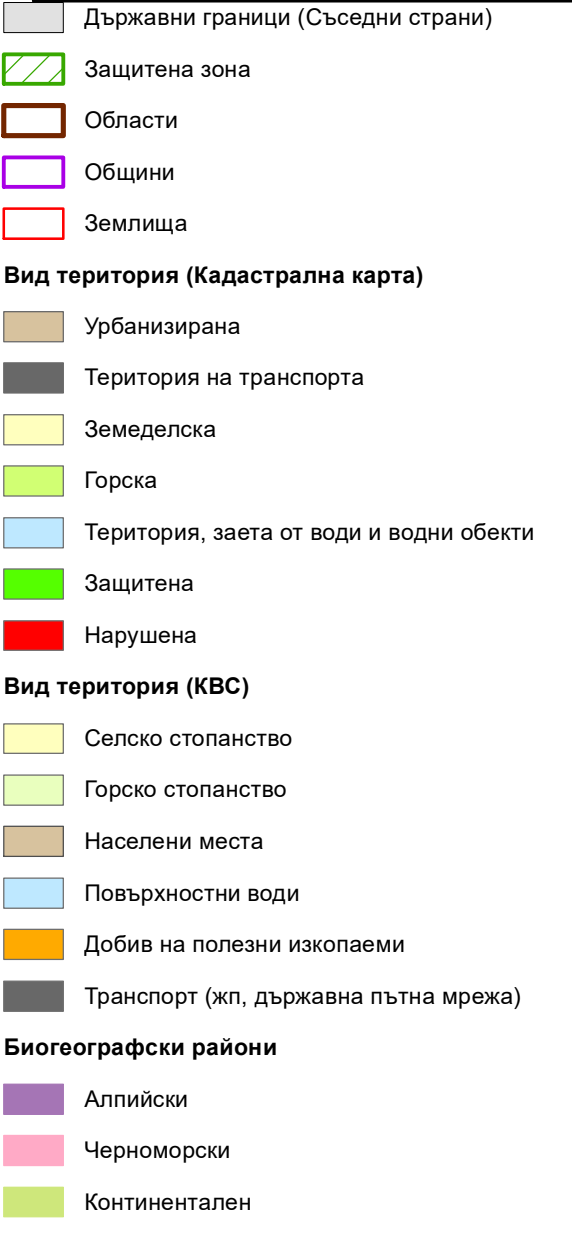 Държавни граници (Съседни страни)
Защитена зона
Области
Общини
Землища
Вид територия (Кадастрална карта)
Урбанизирана
Територия на транспорта
Земеделска
Горска
Територия, заета от води и водни обекти
Защитена
Нарушена
Вид територия (КВС)
Селско стопанство
Горско стопанство
Населени места
Повърхностни води
Добив на полезни изкопаеми
Транспорт (жп, държавна пътна мрежа)
Биогеографски райони
Алпийски
Черноморски
Континентален